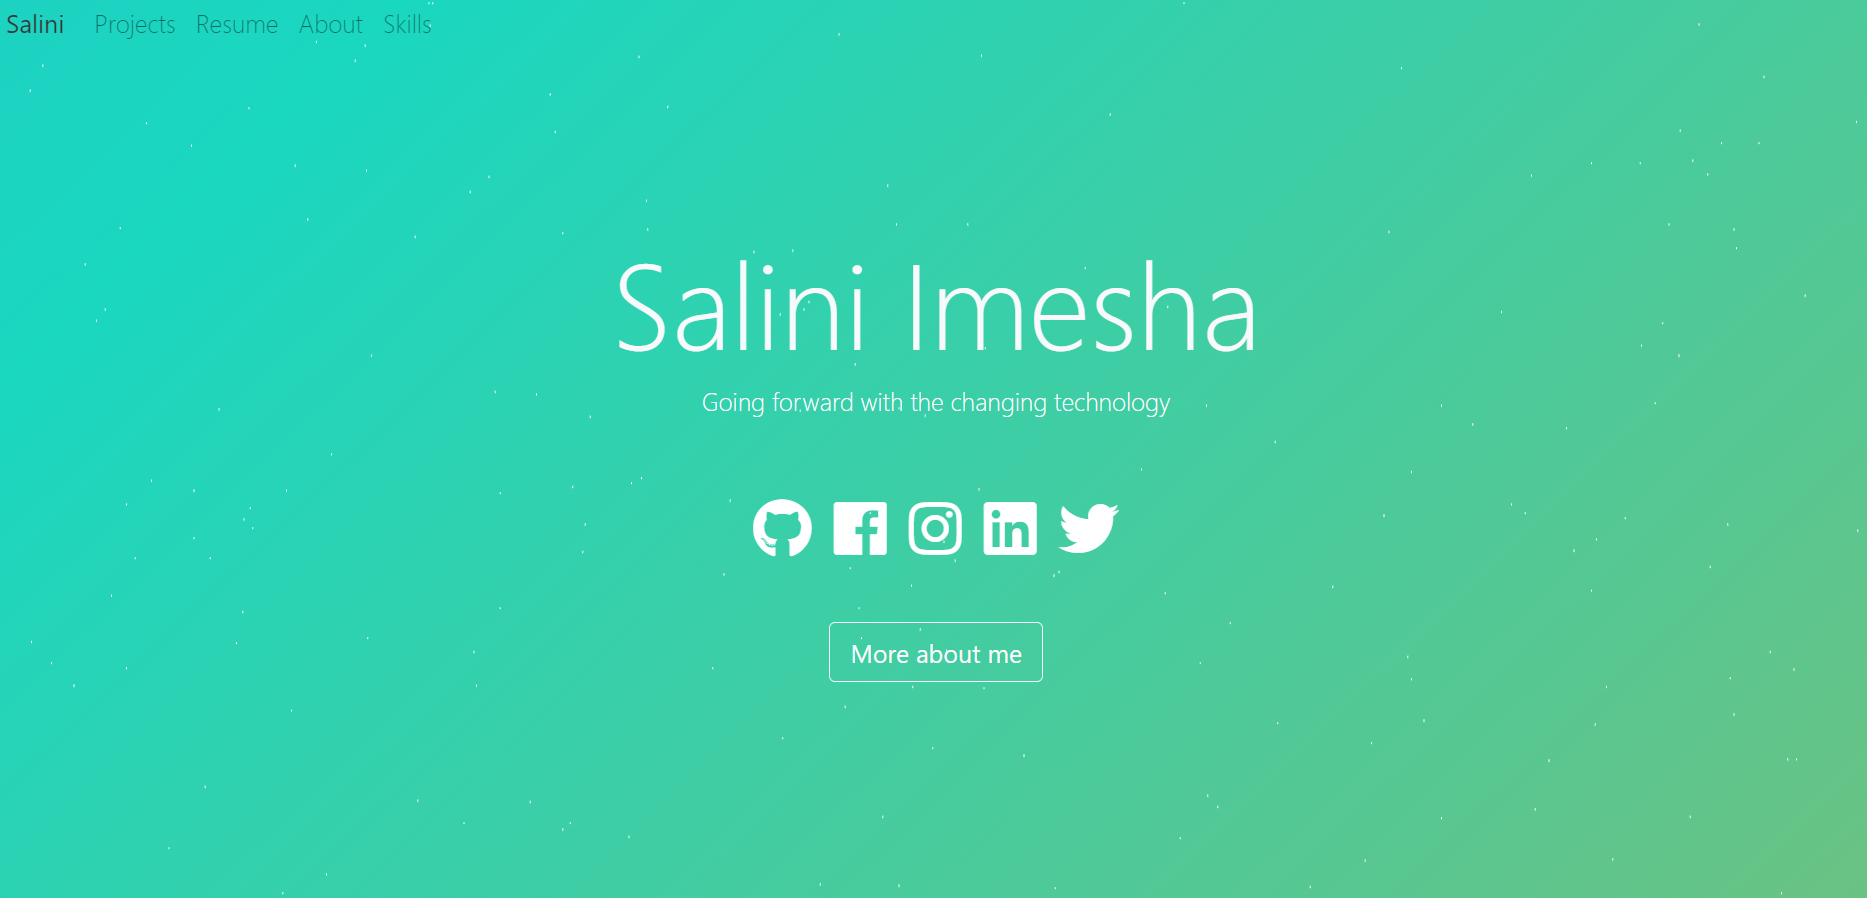 Salini Projects Resume About Skills
Salini Imesha
Going forward with the changing technology
More about me